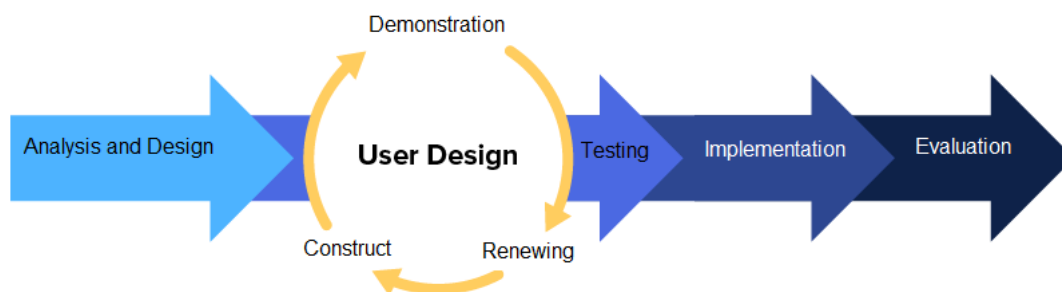 Demonstration
Analysis and Design
User Design
Testing
Implementation
Evaluation
Construct
Renewing